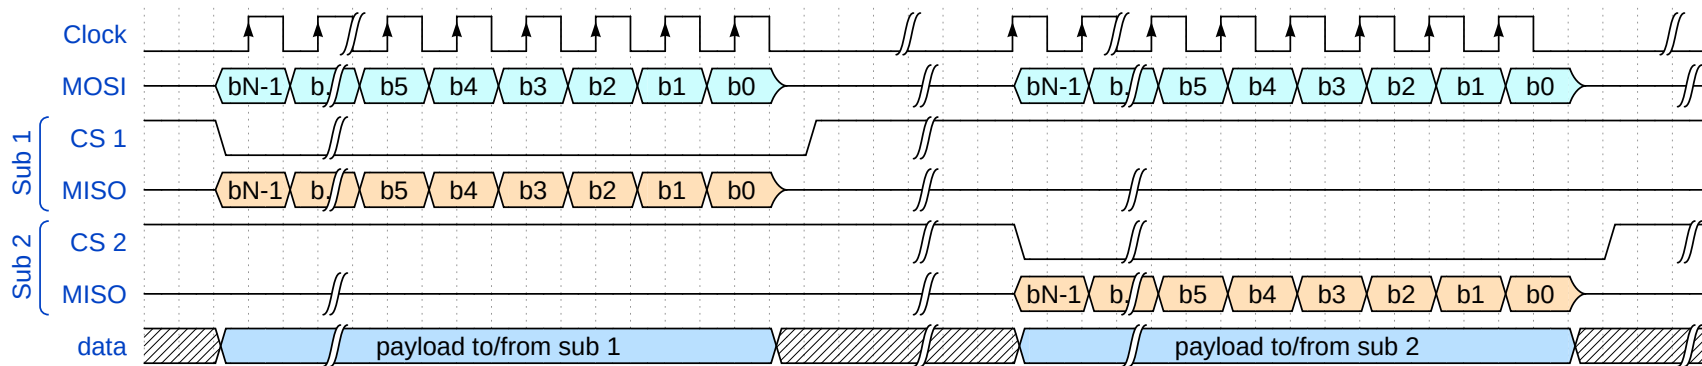 Clock
MOSI bN-1 b. b5 b4 b3 b2 b1 b0 bN-1 b. b5 b4 b3 b2 b1 b0
Sub 1
CS 1
MISO bN-1 b. b5 b4 b3 b2 b1 b0
Sub 2
CS 2
MISO bN-1 b. b5 b4 b3 b2 b1 b0
data payload to/from sub 1 payload to/from sub 2